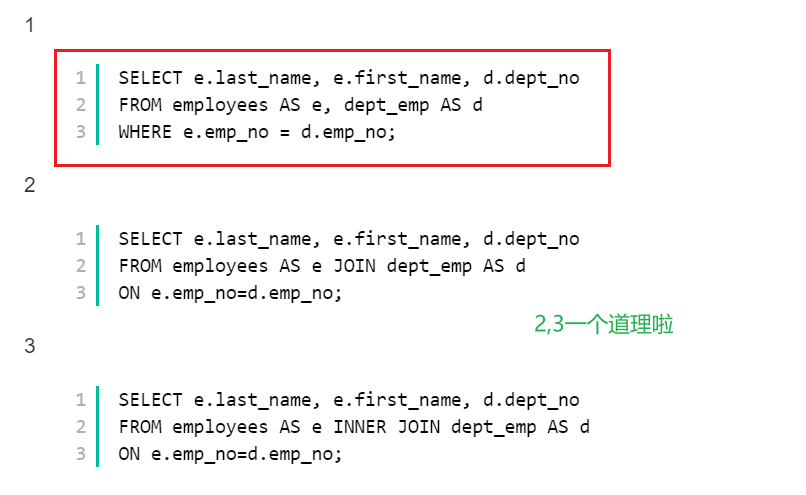 1
1 SELECT e.last_name, e.first_name, d.dept_no
2 FROM employees AS e, dept_emp AS d
3 WHERE e.emp_no = d.emp_no;
2
1 SELECT e.last_name, e.first_name, d.dept_no
2 FROM employees AS e JOIN dept_emp AS d
3 ON e.emp_no=d.emp_no;
2,3一个道理啦
3
1 SELECT e.last_name, e.first_name, d.dept_no
2 FROM employees AS e INNER JOIN dept_emp AS d
3 ON e.emp_no=d.emp_no;